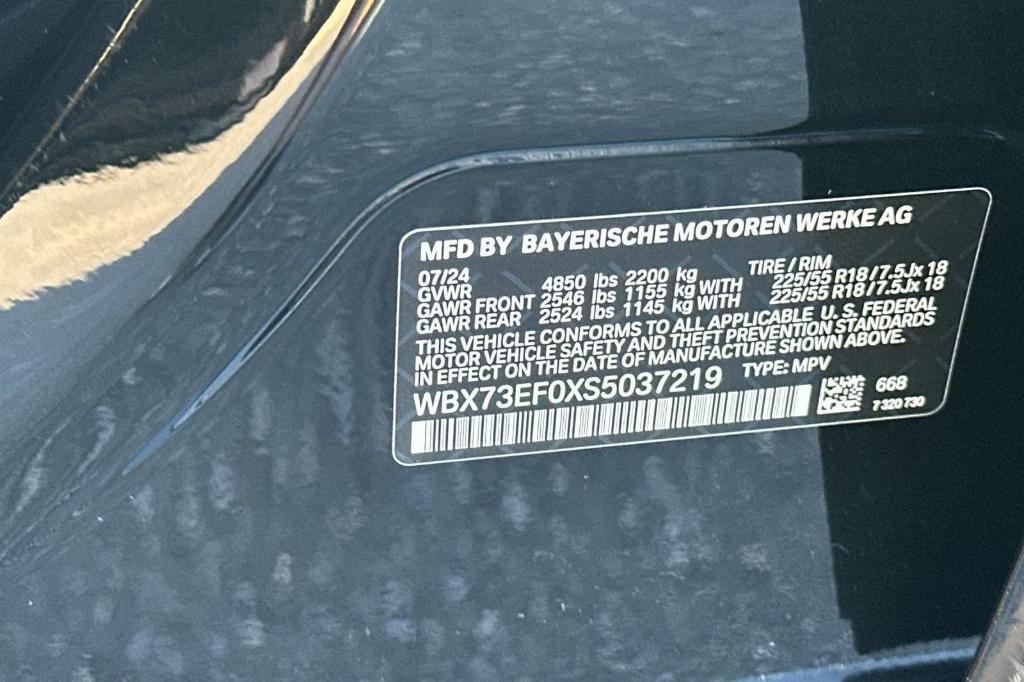 MFD BY BAYERISCHE MOTOREN WERKE AG
07/24 TIRE / RIM
GVWR 4850 lbs 2200 kg
GAWR FRONT 2546 lbs 1155 kg WITH 225/55 R18 / 7.5Jx 18
GAWR REAR 2524 lbs 1145 kg WITH 225/55 R18 / 7.5Jx 18
THIS VEHICLE CONFORMS TO ALL APPLICABLE U. S. FEDERAL
MOTOR VEHICLE SAFETY AND THEFT PREVENTION STANDARDS
IN EFFECT ON THE DATE OF MANUFACTURE SHOWN ABOVE.
WBX73EF0XS5037219 TYPE: MPV
668
7 320 730